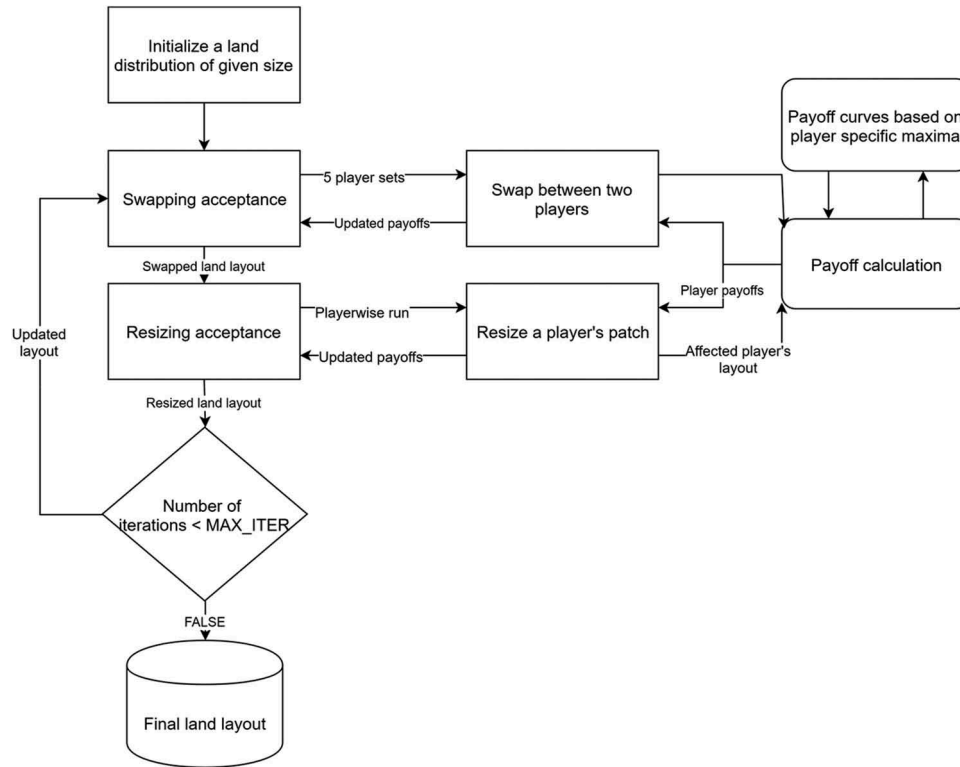 Initialize a land
distribution of given size
Payoff curves based on
player specific maxima
Swapping acceptance
5 player sets
Updated payoffs
Swap between two
players
Payoff calculation
Swapped land layout
Player payoffs
Resizing acceptance
Playerwise run
Updated payoffs
Resize a player's patch
Affected player's
layout
Updated
layout
Resized land layout
Number of
iterations < MAX_ITER
FALSE
Final land layout